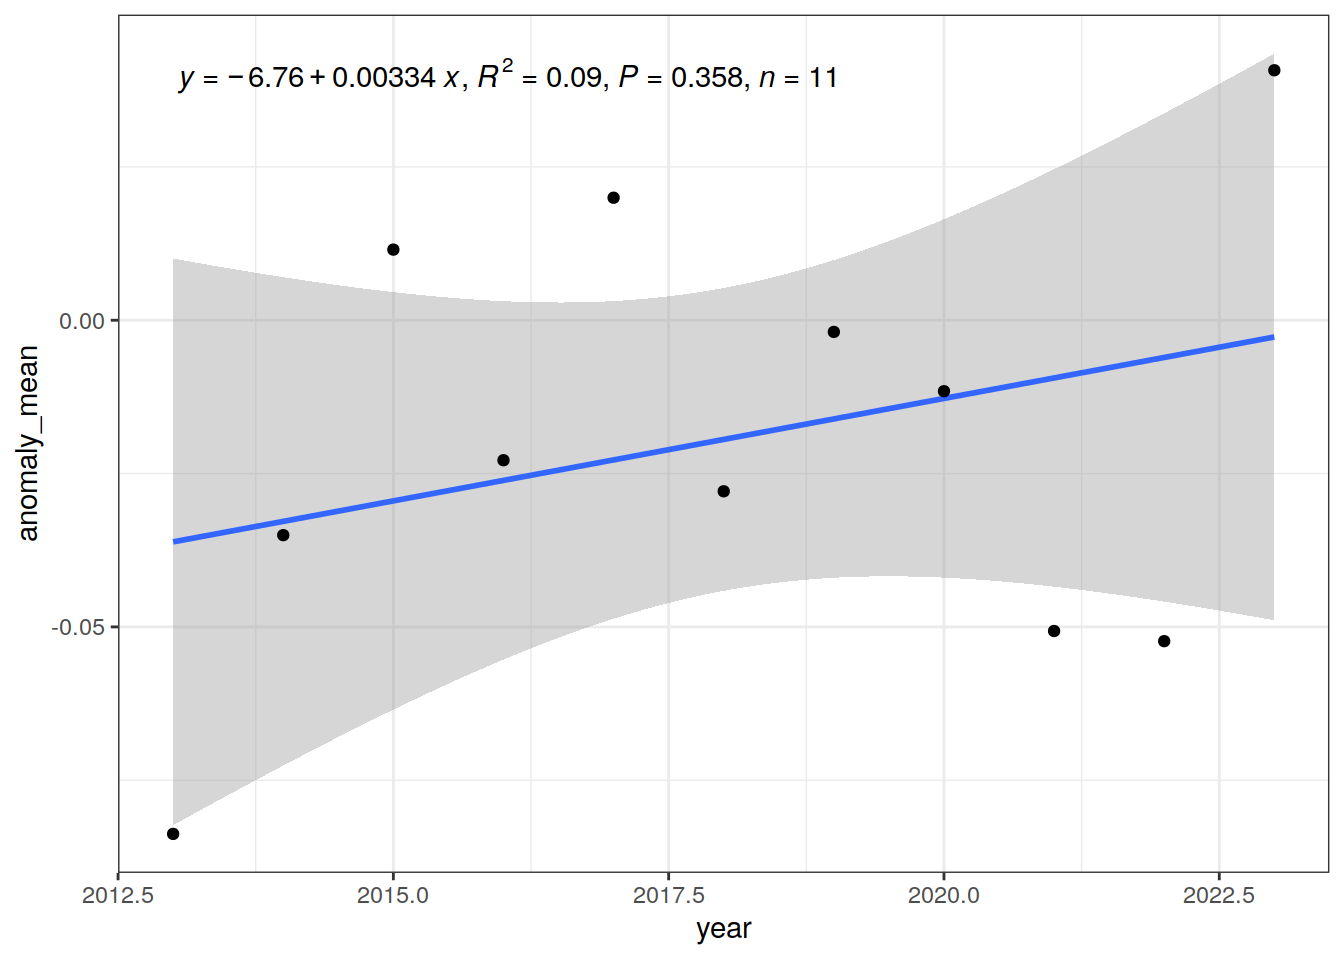 y = −6.76 + 0.00334 x, R² = 0.09, P = 0.358, n = 11
0.00
-0.05
anomaly_mean
2012.5 2015.0 2017.5 2020.0 2022.5
year